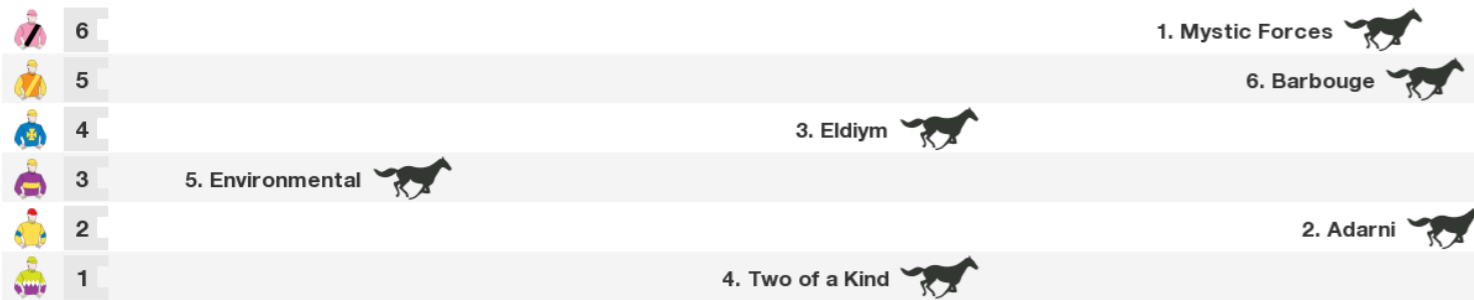 6 1. Mystic Forces
5 6. Barbouge
4 3. Eldiym
3 5. Environmental
2 2. Adarni
1 4. Two of a Kind